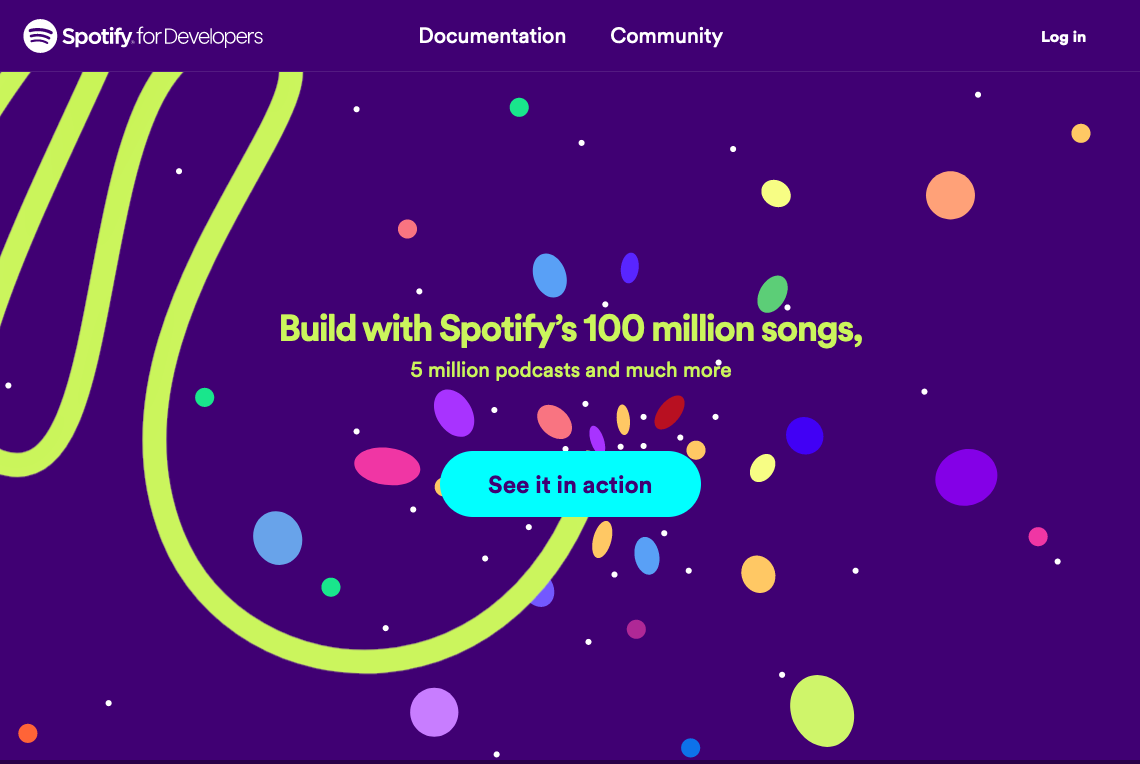 Spotify for Developers
Documentation
Community
Log in
Build with Spotify’s 100 million songs,
5 million podcasts and much more
See it in action